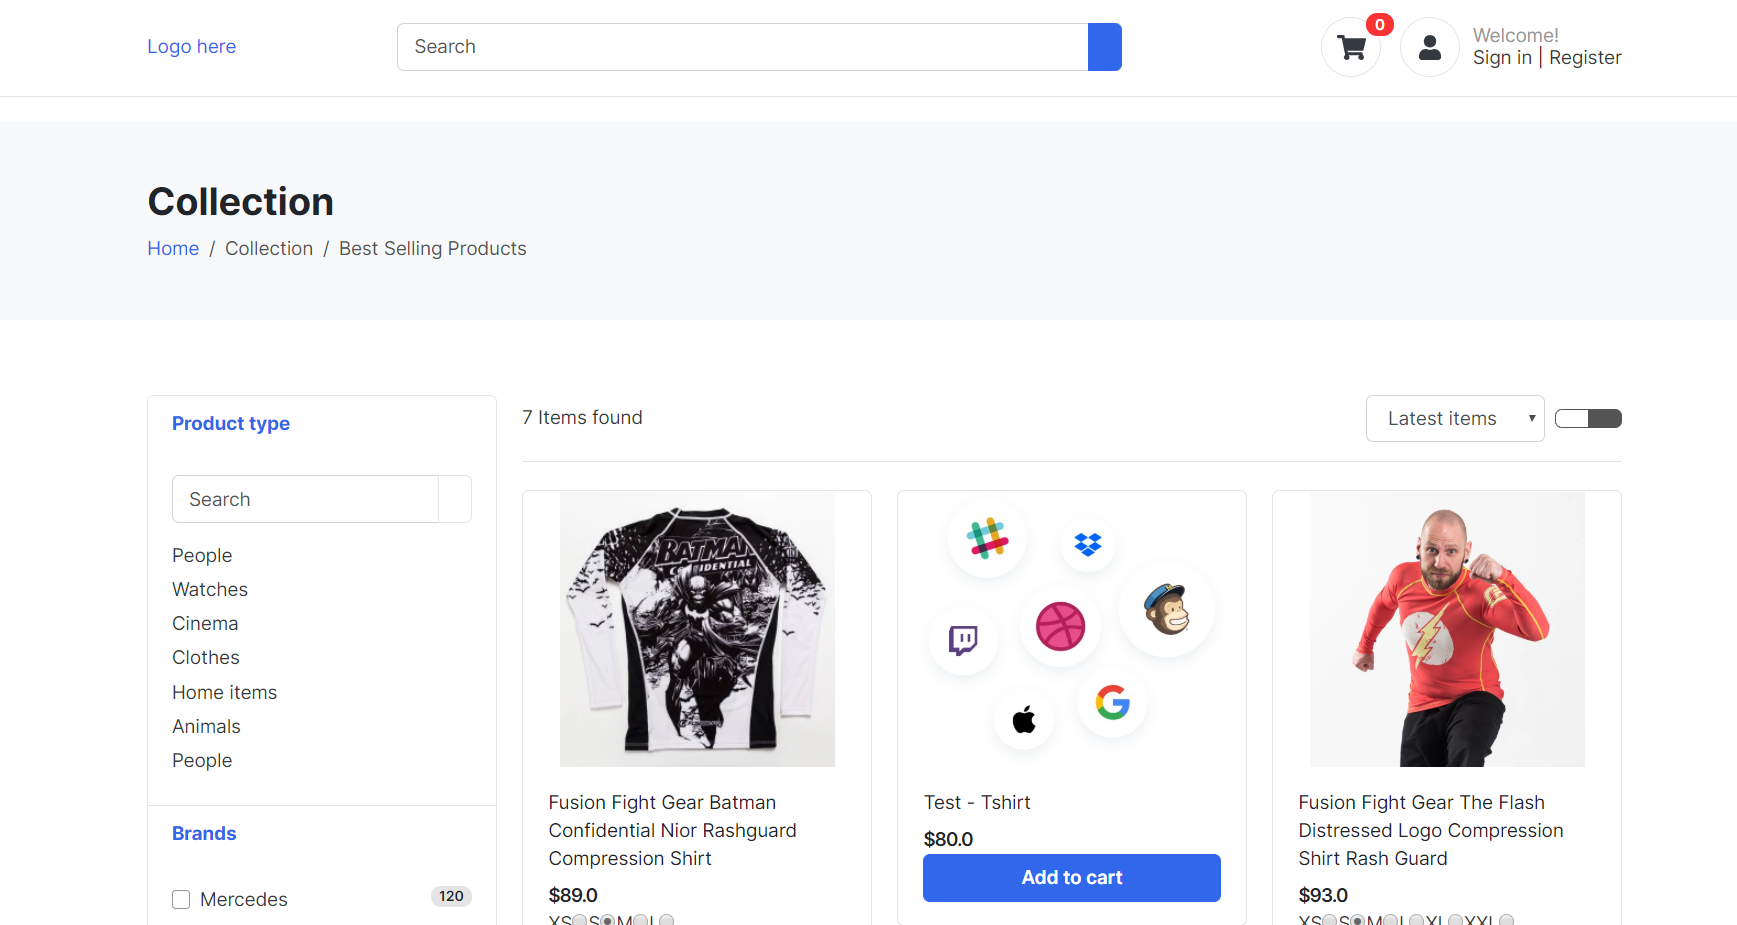 Logo here
Search
0
Welcome!
Sign in | Register
Collection
Home / Collection / Best Selling Products
Product type
Search
People
Watches
Cinema
Clothes
Home items
Animals
People
Brands
Mercedes
120
7 Items found
Latest items
BATMAN
CONFIDENTIAL
Fusion Fight Gear Batman
Confidential Nior Rashguard
Compression Shirt
$89.0
XS S M L
Test - Tshirt
$80.0
Add to cart
Fusion Fight Gear The Flash
Distressed Logo Compression
Shirt Rash Guard
$93.0
XS S M L XL XXL